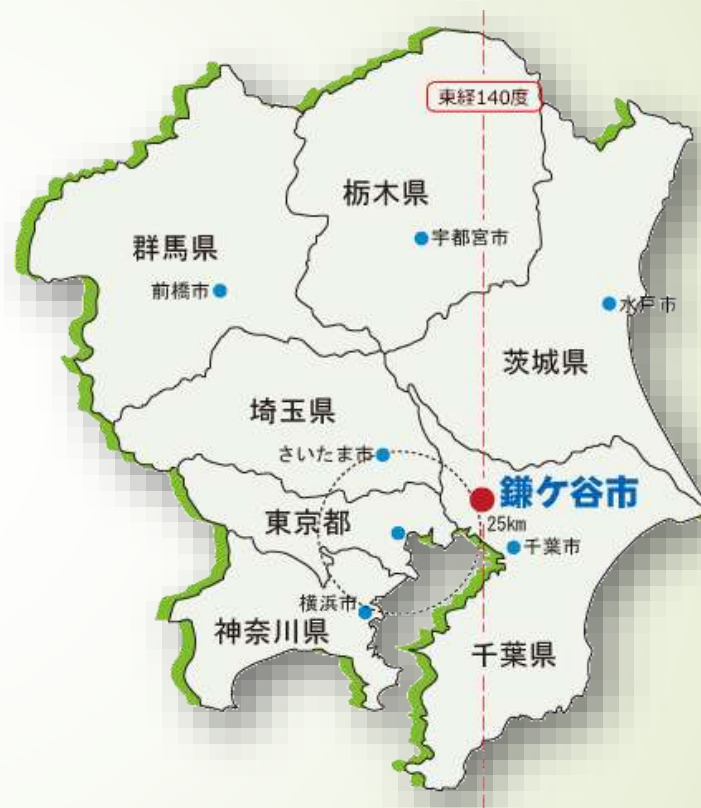 東経140度
栃木県
宇都宮市
群馬県
前橋市
水戸市
茨城県
埼玉県
さいたま市
鎌ケ谷市
25km
東京都
千葉市
横浜市
神奈川県
千葉県